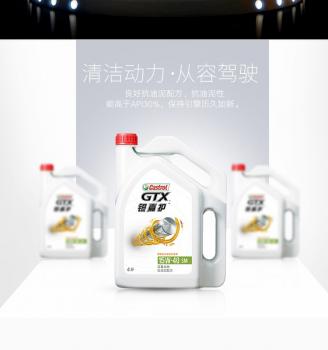 清洁动力·从容驾驶
良好抗油泥配方，抗油泥性
能高于API30%，保持引擎历久如新。
Castrol
GTX
银嘉护
15W-40 SM
4L